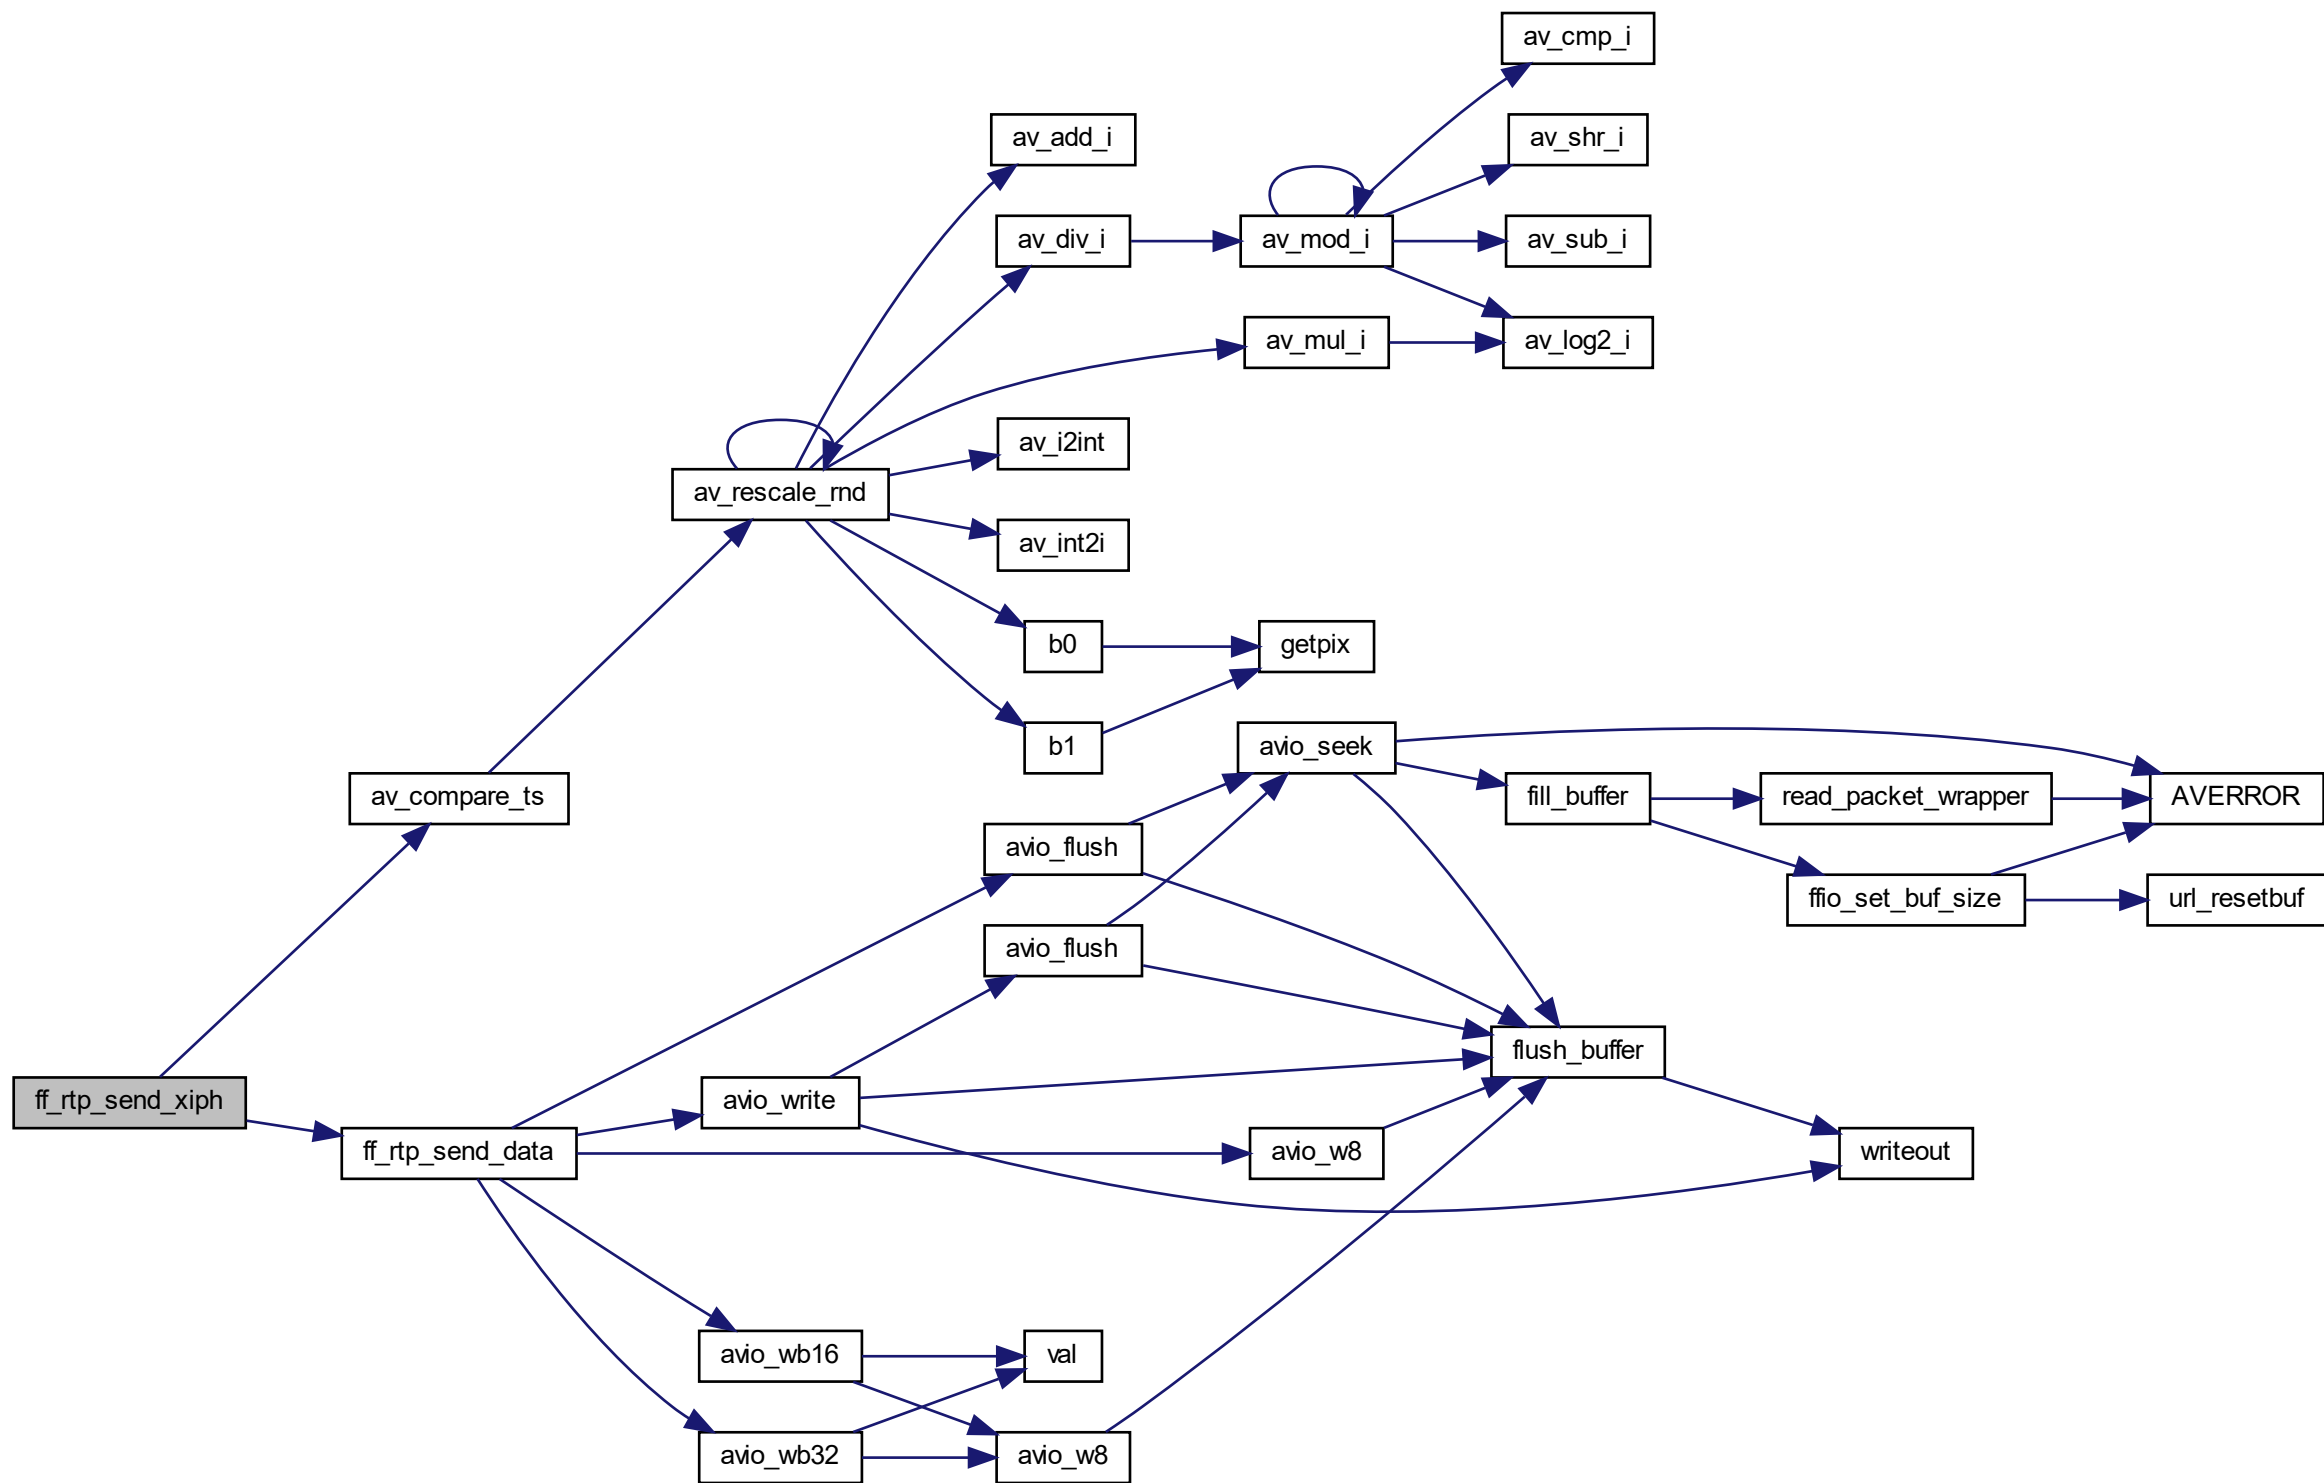 av_cmp_i
av_add_i
av_shr_i
av_div_i
av_mod_i
av_sub_i
av_mul_i
av_log2_i
av_i2int
av_rescale_rnd
av_int2i
b0
getpix
b1
avio_seek
av_compare_ts
fill_buffer
read_packet_wrapper
AVERROR
avio_flush
ffio_set_buf_size
url_resetbuf
avio_flush
flush_buffer
ff_rtp_send_xiph
avio_write
ff_rtp_send_data
avio_w8
writeout
avio_wb16
val
avio_wb32
avio_w8